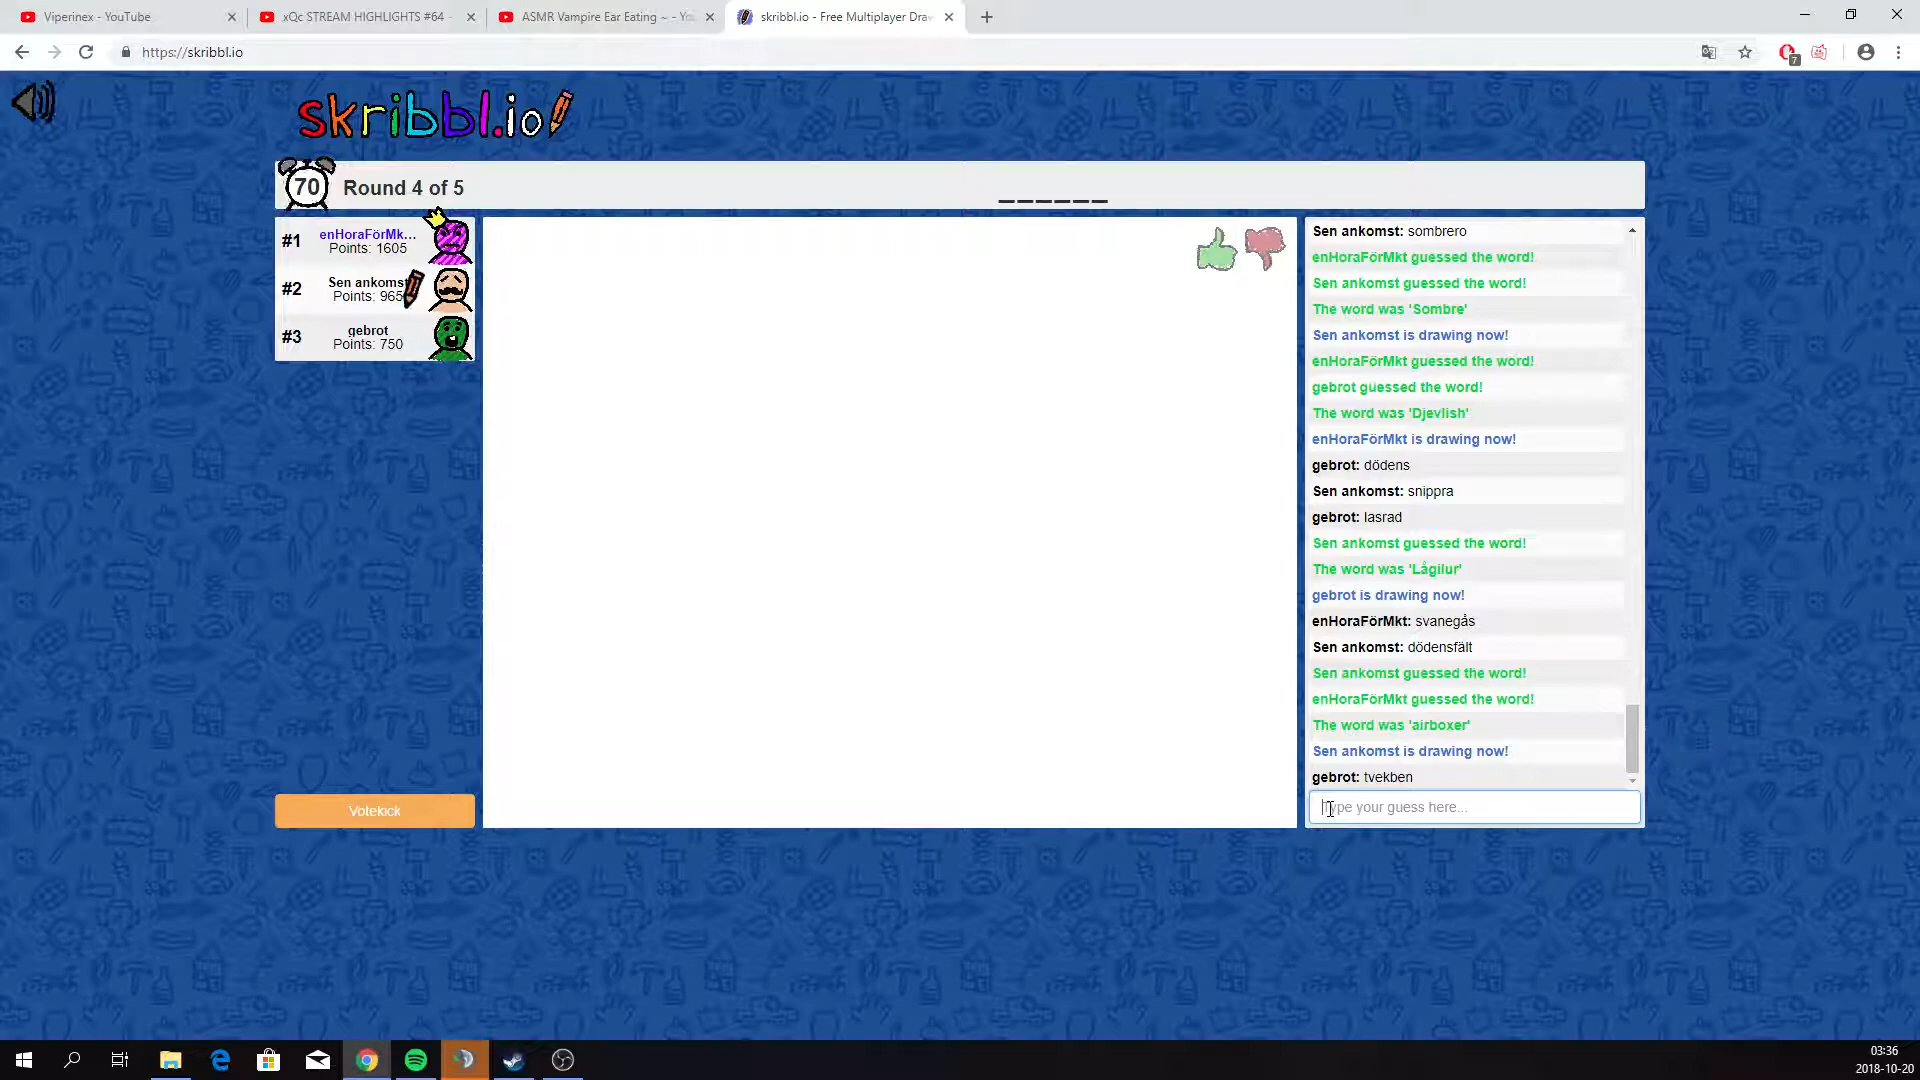 Viperinex - YouTube
xQc STREAM HIGHLIGHTS #64 -
ASMR Vampire Ear Eating ~ - Yo
skribbl.io - Free Multiplayer Draw
https://skribbl.io
7
skribbl.io
70
Round 4 of 5
______
#1
enHoraFörMk...
Points: 1605
#2
Sen ankomst
Points: 965
#3
gebrot
Points: 750
Votekick
Sen ankomst: sombrero
enHoraFörMkt guessed the word!
Sen ankomst guessed the word!
The word was 'Sombre'
Sen ankomst is drawing now!
enHoraFörMkt guessed the word!
gebrot guessed the word!
The word was 'Djevlish'
enHoraFörMkt is drawing now!
gebrot: dödens
Sen ankomst: snippra
gebrot: lasrad
Sen ankomst guessed the word!
The word was 'Lågilur'
gebrot is drawing now!
enHoraFörMkt: svanegås
Sen ankomst: dödensfält
Sen ankomst guessed the word!
enHoraFörMkt guessed the word!
The word was 'airboxer'
Sen ankomst is drawing now!
gebrot: tvekben
Type your guess here...
03:36
2018-10-20